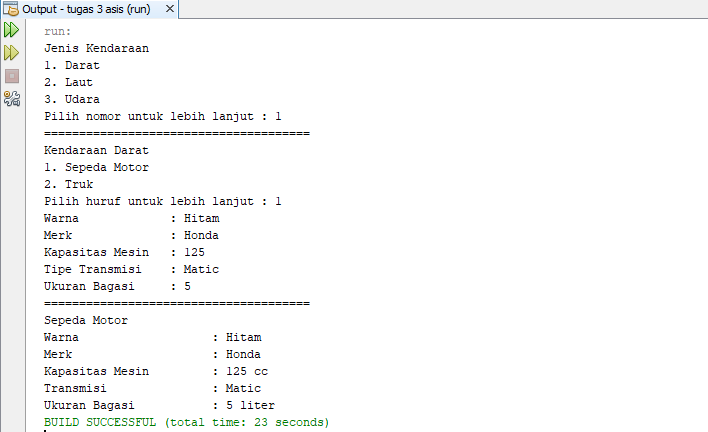 Output - tugas 3 asis (run)
run:
Jenis Kendaraan
1. Darat
2. Laut
3. Udara
Pilih nomor untuk lebih lanjut : 1
======================================
Kendaraan Darat
1. Sepeda Motor
2. Truk
Pilih huruf untuk lebih lanjut : 1
Warna             : Hitam
Merk              : Honda
Kapasitas Mesin   : 125
Tipe Transmisi    : Matic
Ukuran Bagasi     : 5
======================================
Sepeda Motor
Warna                   : Hitam
Merk                    : Honda
Kapasitas Mesin         : 125 cc
Transmisi               : Matic
Ukuran Bagasi           : 5 liter
BUILD SUCCESSFUL (total time: 23 seconds)